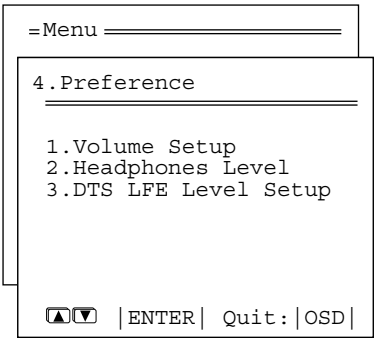 =Menu
4.Preference
1.Volume Setup
2.Headphones Level
3.DTS LFE Level Setup
▲▼ |ENTER| Quit:|OSD|